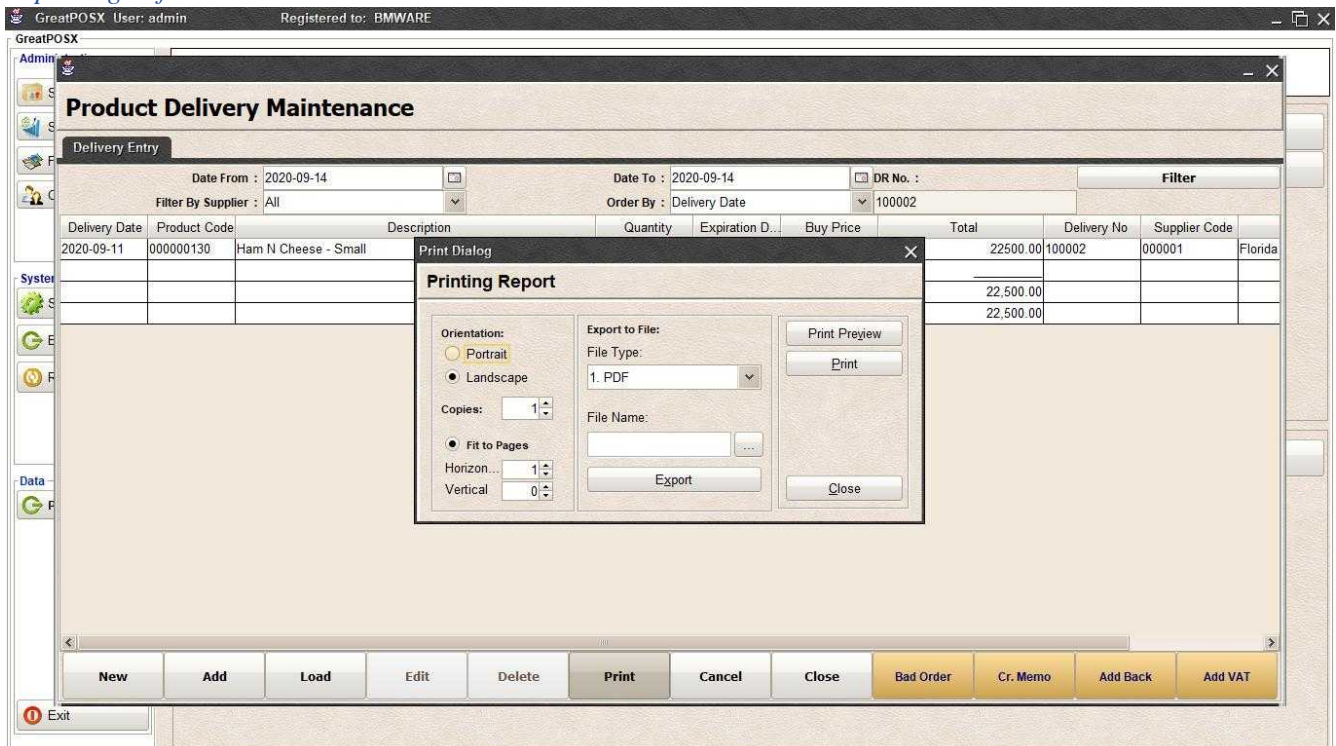 GreatPOSX User: admin Registered to: BMWARE
GreatPOSX
Admin
Product Delivery Maintenance
Delivery Entry
Date From : 2020-09-14 Date To : 2020-09-14 DR No. : Filter
Filter By Supplier : All Order By : Delivery Date 100002
Delivery Date Product Code Description Quantity Expiration D... Buy Price Total Delivery No Supplier Code
2020-09-11 000000130 Ham N Cheese - Small 22500.00 100002 000001 Florida
22,500.00
22,500.00
Print Dialog
Printing Report
Orientation:
Portrait
Landscape
Copies: 1
Fit to Pages
Horizon... 1
Vertical 0
Export to File:
File Type:
1. PDF
File Name:
...
Export
Print Preview
Print
Close
System
Data
New Add Load Edit Delete Print Cancel Close Bad Order Cr. Memo Add Back Add VAT
Exit